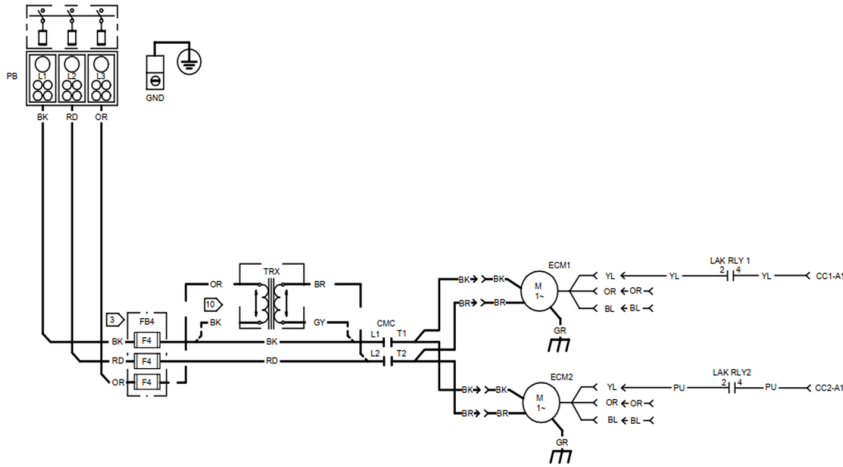 PB
L1 L2 L3
GND
BK RD OR
TRX
OR BR
10
BK GY
3 FB4
BK F4 BK
RD F4 RD
OR F4
CMC
L1 T1
L2 T2
ECM1
BK BK
BR BR
M
1~
GR
YL YL YL CC1-A1
OR OR
BL BL
LAK RLY 1
2 4
ECM2
BK BK
BR BR
M
1~
GR
YL PU PU CC2-A1
OR OR
BL BL
LAK RLY2
2 4